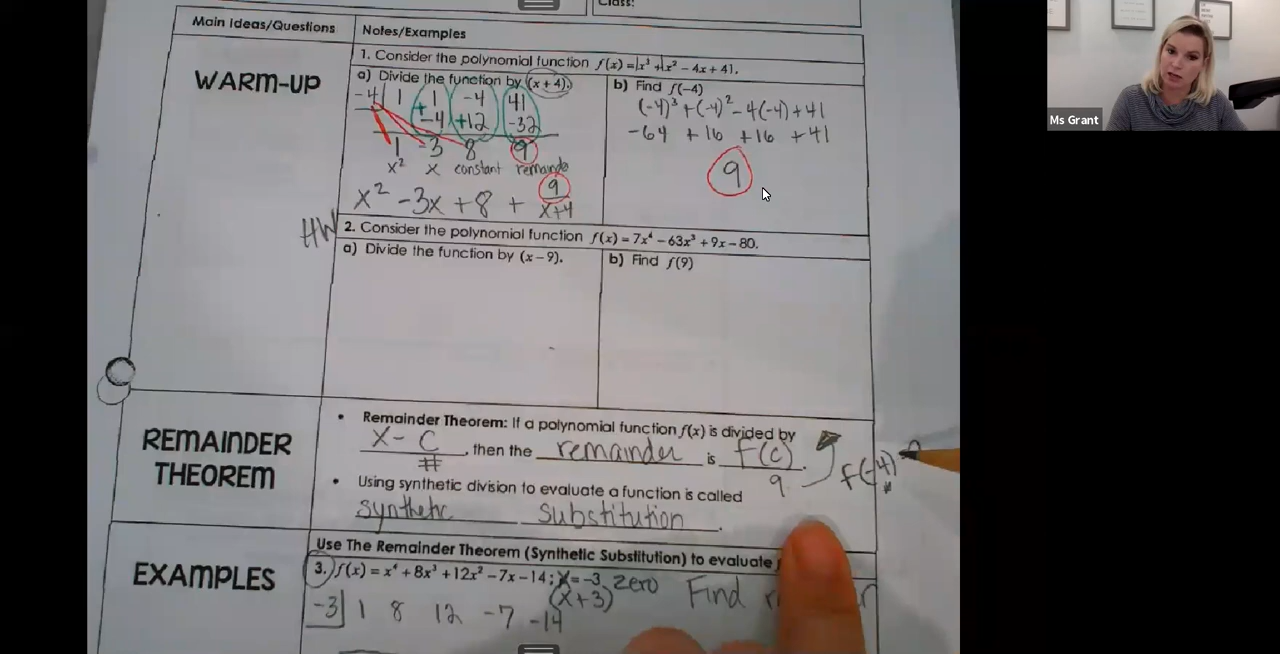 Class:
Main Ideas/Questions Notes/Examples
WARM-UP
1. Consider the polynomial function f(x) = x³ + x² − 4x + 41.
a) Divide the function by (x + 4).
-4 1 1 -4 41
+ -4 +12 -32
1 -3 8 9
x² x constant remainde
x² -3x +8 + 9/x+4
b) Find f(−4)
(-4)³ +(-4)² -4(-4) +41
-64 +16 +16 +41
9
HW
2. Consider the polynomial function f(x) = 7x⁴ − 63x³ + 9x − 80.
a) Divide the function by (x − 9).
b) Find f(9)
REMAINDER
THEOREM
• Remainder Theorem: If a polynomial function f(x) is divided by
x - c, then the remainder is f(c).
#
9
f(-4)
• Using synthetic division to evaluate a function is called
synthetic substitution.
EXAMPLES
Use The Remainder Theorem (Synthetic Substitution) to evaluate
3. f(x) = x⁴ + 8x³ + 12x² − 7x − 14; x = −3 zero
(x+3) Find
-3 1 8 12 -7 -14
Ms Grant